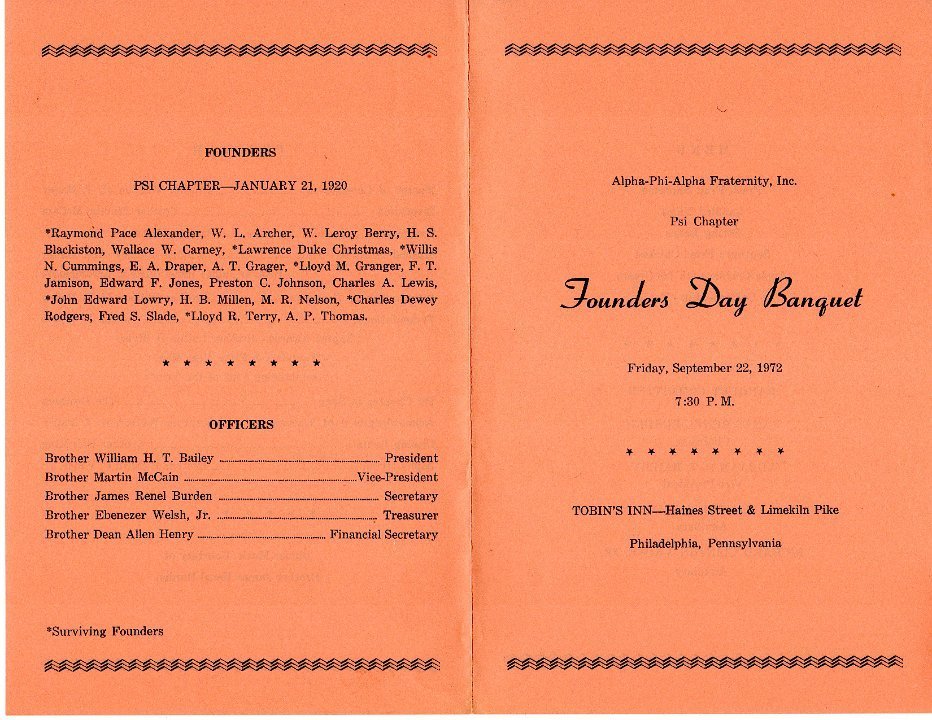 FOUNDERS
PSI CHAPTER—JANUARY 21, 1920
*Raymond Pace Alexander, W. L. Archer, W. Leroy Berry, H. S.
Blackiston, Wallace W. Carney, *Lawrence Duke Christmas, *Willis
N. Cummings, E. A. Draper, A. T. Grager, *Lloyd M. Granger, F. T.
Jamison, Edward F. Jones, Preston C. Johnson, Charles A. Lewis,
*John Edward Lowry, H. B. Millen, M. R. Nelson, *Charles Dewey
Rodgers, Fred S. Slade, *Lloyd R. Terry, A. P. Thomas.
OFFICERS
Brother William H. T. Bailey ........ President
Brother Martin McCain ........ Vice-President
Brother James Renel Burden ........ Secretary
Brother Ebenezer Welsh, Jr. ........ Treasurer
Brother Dean Allen Henry ........ Financial Secretary
*Surviving Founders
Alpha-Phi-Alpha Fraternity, Inc.
Psi Chapter
Founders Day Banquet
Friday, September 22, 1972
7:30 P. M.
TOBIN'S INN—Haines Street & Limekiln Pike
Philadelphia, Pennsylvania